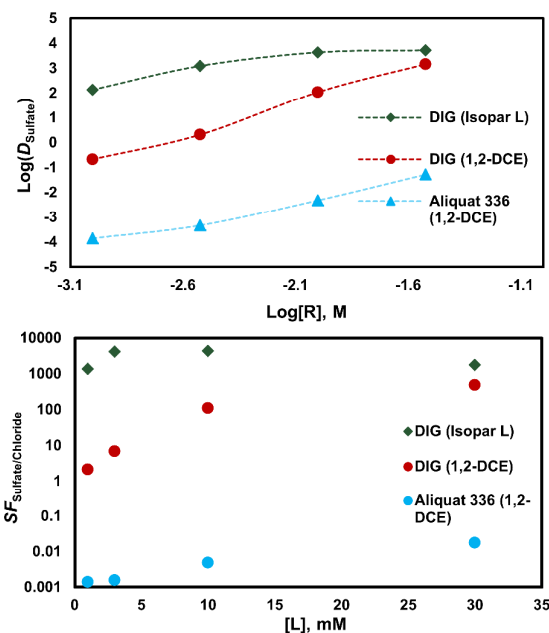 5
4
3
2
1
0
-1
-2
-3
-4
-5
Log(D_Sulfate)
DIG (Isopar L)
DIG (1,2-DCE)
Aliquat 336
(1,2-DCE)
-3.1 -2.6 -2.1 -1.6 -1.1
Log[R], M
10000
1000
100
10
1
0.1
0.01
0.001
SF_Sulfate/Chloride
DIG (Isopar L)
DIG (1,2-DCE)
Aliquat 336 (1,2-
DCE)
0 5 10 15 20 25 30 35
[L], mM